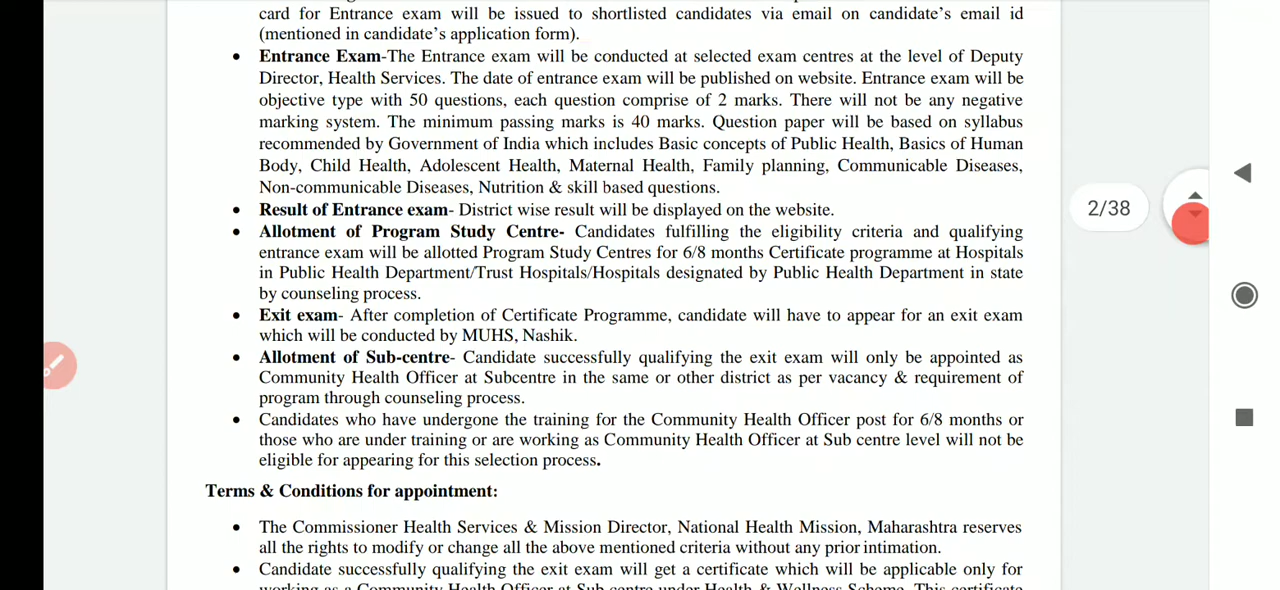 card for Entrance exam will be issued to shortlisted candidates via email on candidate's email id
(mentioned in candidate's application form).
• Entrance Exam-The Entrance exam will be conducted at selected exam centres at the level of Deputy
Director, Health Services. The date of entrance exam will be published on website. Entrance exam will be
objective type with 50 questions, each question comprise of 2 marks. There will not be any negative
marking system. The minimum passing marks is 40 marks. Question paper will be based on syllabus
recommended by Government of India which includes Basic concepts of Public Health, Basics of Human
Body, Child Health, Adolescent Health, Maternal Health, Family planning, Communicable Diseases,
Non-communicable Diseases, Nutrition & skill based questions.
• Result of Entrance exam- District wise result will be displayed on the website.
• Allotment of Program Study Centre- Candidates fulfilling the eligibility criteria and qualifying
entrance exam will be allotted Program Study Centres for 6/8 months Certificate programme at Hospitals
in Public Health Department/Trust Hospitals/Hospitals designated by Public Health Department in state
by counseling process.
• Exit exam- After completion of Certificate Programme, candidate will have to appear for an exit exam
which will be conducted by MUHS, Nashik.
• Allotment of Sub-centre- Candidate successfully qualifying the exit exam will only be appointed as
Community Health Officer at Subcentre in the same or other district as per vacancy & requirement of
program through counseling process.
• Candidates who have undergone the training for the Community Health Officer post for 6/8 months or
those who are under training or are working as Community Health Officer at Sub centre level will not be
eligible for appearing for this selection process.
Terms & Conditions for appointment:
• The Commissioner Health Services & Mission Director, National Health Mission, Maharashtra reserves
all the rights to modify or change all the above mentioned criteria without any prior intimation.
• Candidate successfully qualifying the exit exam will get a certificate which will be applicable only for
working as a Community Health Officer at Sub centre under Health & Wellness Scheme. This certificate
2/38